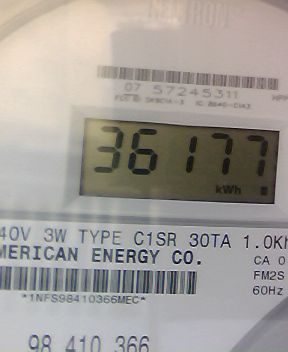 07 57245311
36177
kWh
40V 3W TYPE C1SR 30TA 1.0Kh
MERICAN ENERGY CO.
CA 0
FM2S
60Hz
*1NFS98410366MEC*
98 410 366